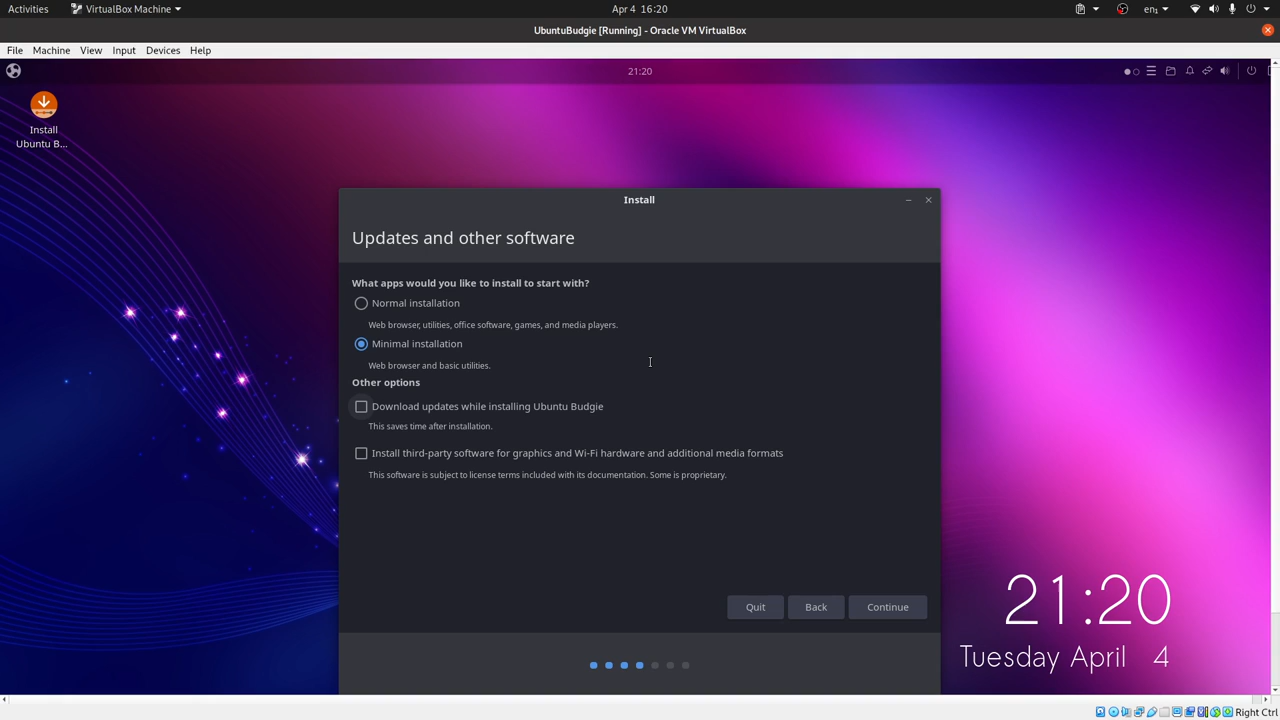 Activities
VirtualBox Machine
Apr 4 16:20
en₁
UbuntuBudgie [Running] - Oracle VM VirtualBox
File Machine View Input Devices Help
21:20
Install
Ubuntu B...
Install
Updates and other software
What apps would you like to install to start with?
Normal installation
Web browser, utilities, office software, games, and media players.
Minimal installation
Web browser and basic utilities.
Other options
Download updates while installing Ubuntu Budgie
This saves time after installation.
Install third-party software for graphics and Wi-Fi hardware and additional media formats
This software is subject to license terms included with its documentation. Some is proprietary.
Quit Back Continue
21:20
Tuesday April 4
Right Ctrl